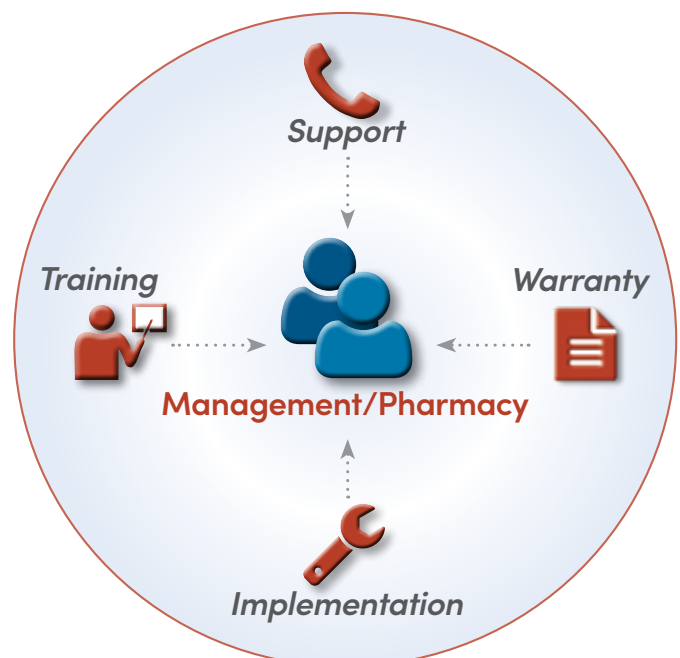 Support
Training
Warranty
Management/Pharmacy
Implementation